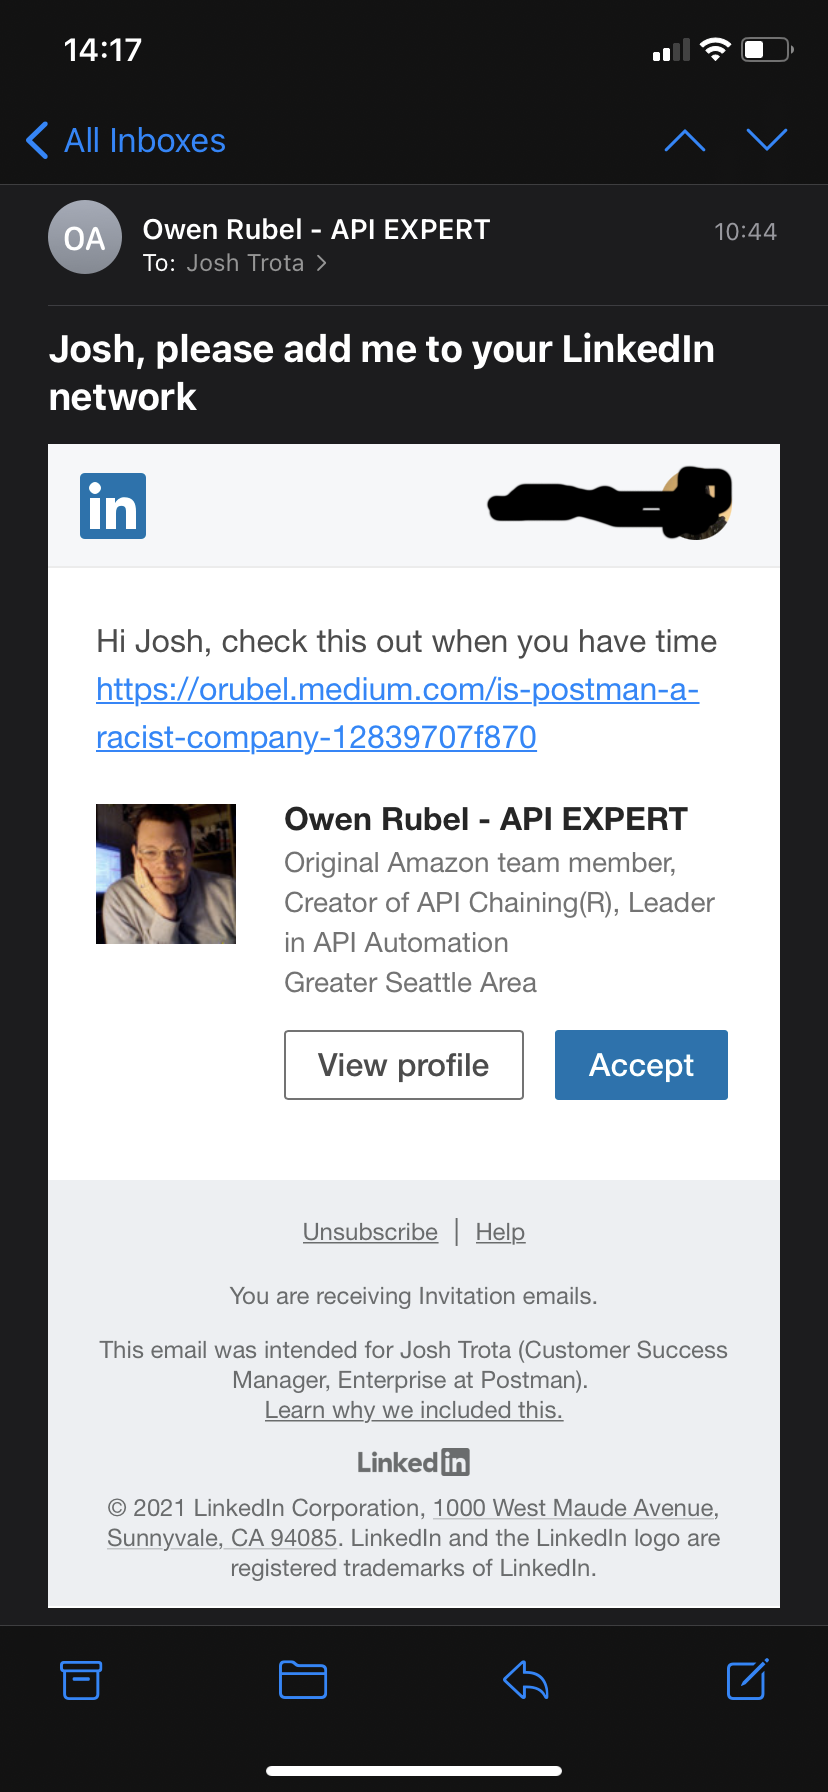 14:17
All Inboxes
OA
Owen Rubel - API EXPERT
10:44
To: Josh Trota
Josh, please add me to your LinkedIn
network
in
Hi Josh, check this out when you have time
https://orubel.medium.com/is-postman-a-
racist-company-12839707f870
Owen Rubel - API EXPERT
Original Amazon team member,
Creator of API Chaining(R), Leader
in API Automation
Greater Seattle Area
View profile
Accept
Unsubscribe | Help
You are receiving Invitation emails.
This email was intended for Josh Trota (Customer Success
Manager, Enterprise at Postman).
Learn why we included this.
Linkedin
© 2021 LinkedIn Corporation, 1000 West Maude Avenue,
Sunnyvale, CA 94085. LinkedIn and the LinkedIn logo are
registered trademarks of LinkedIn.